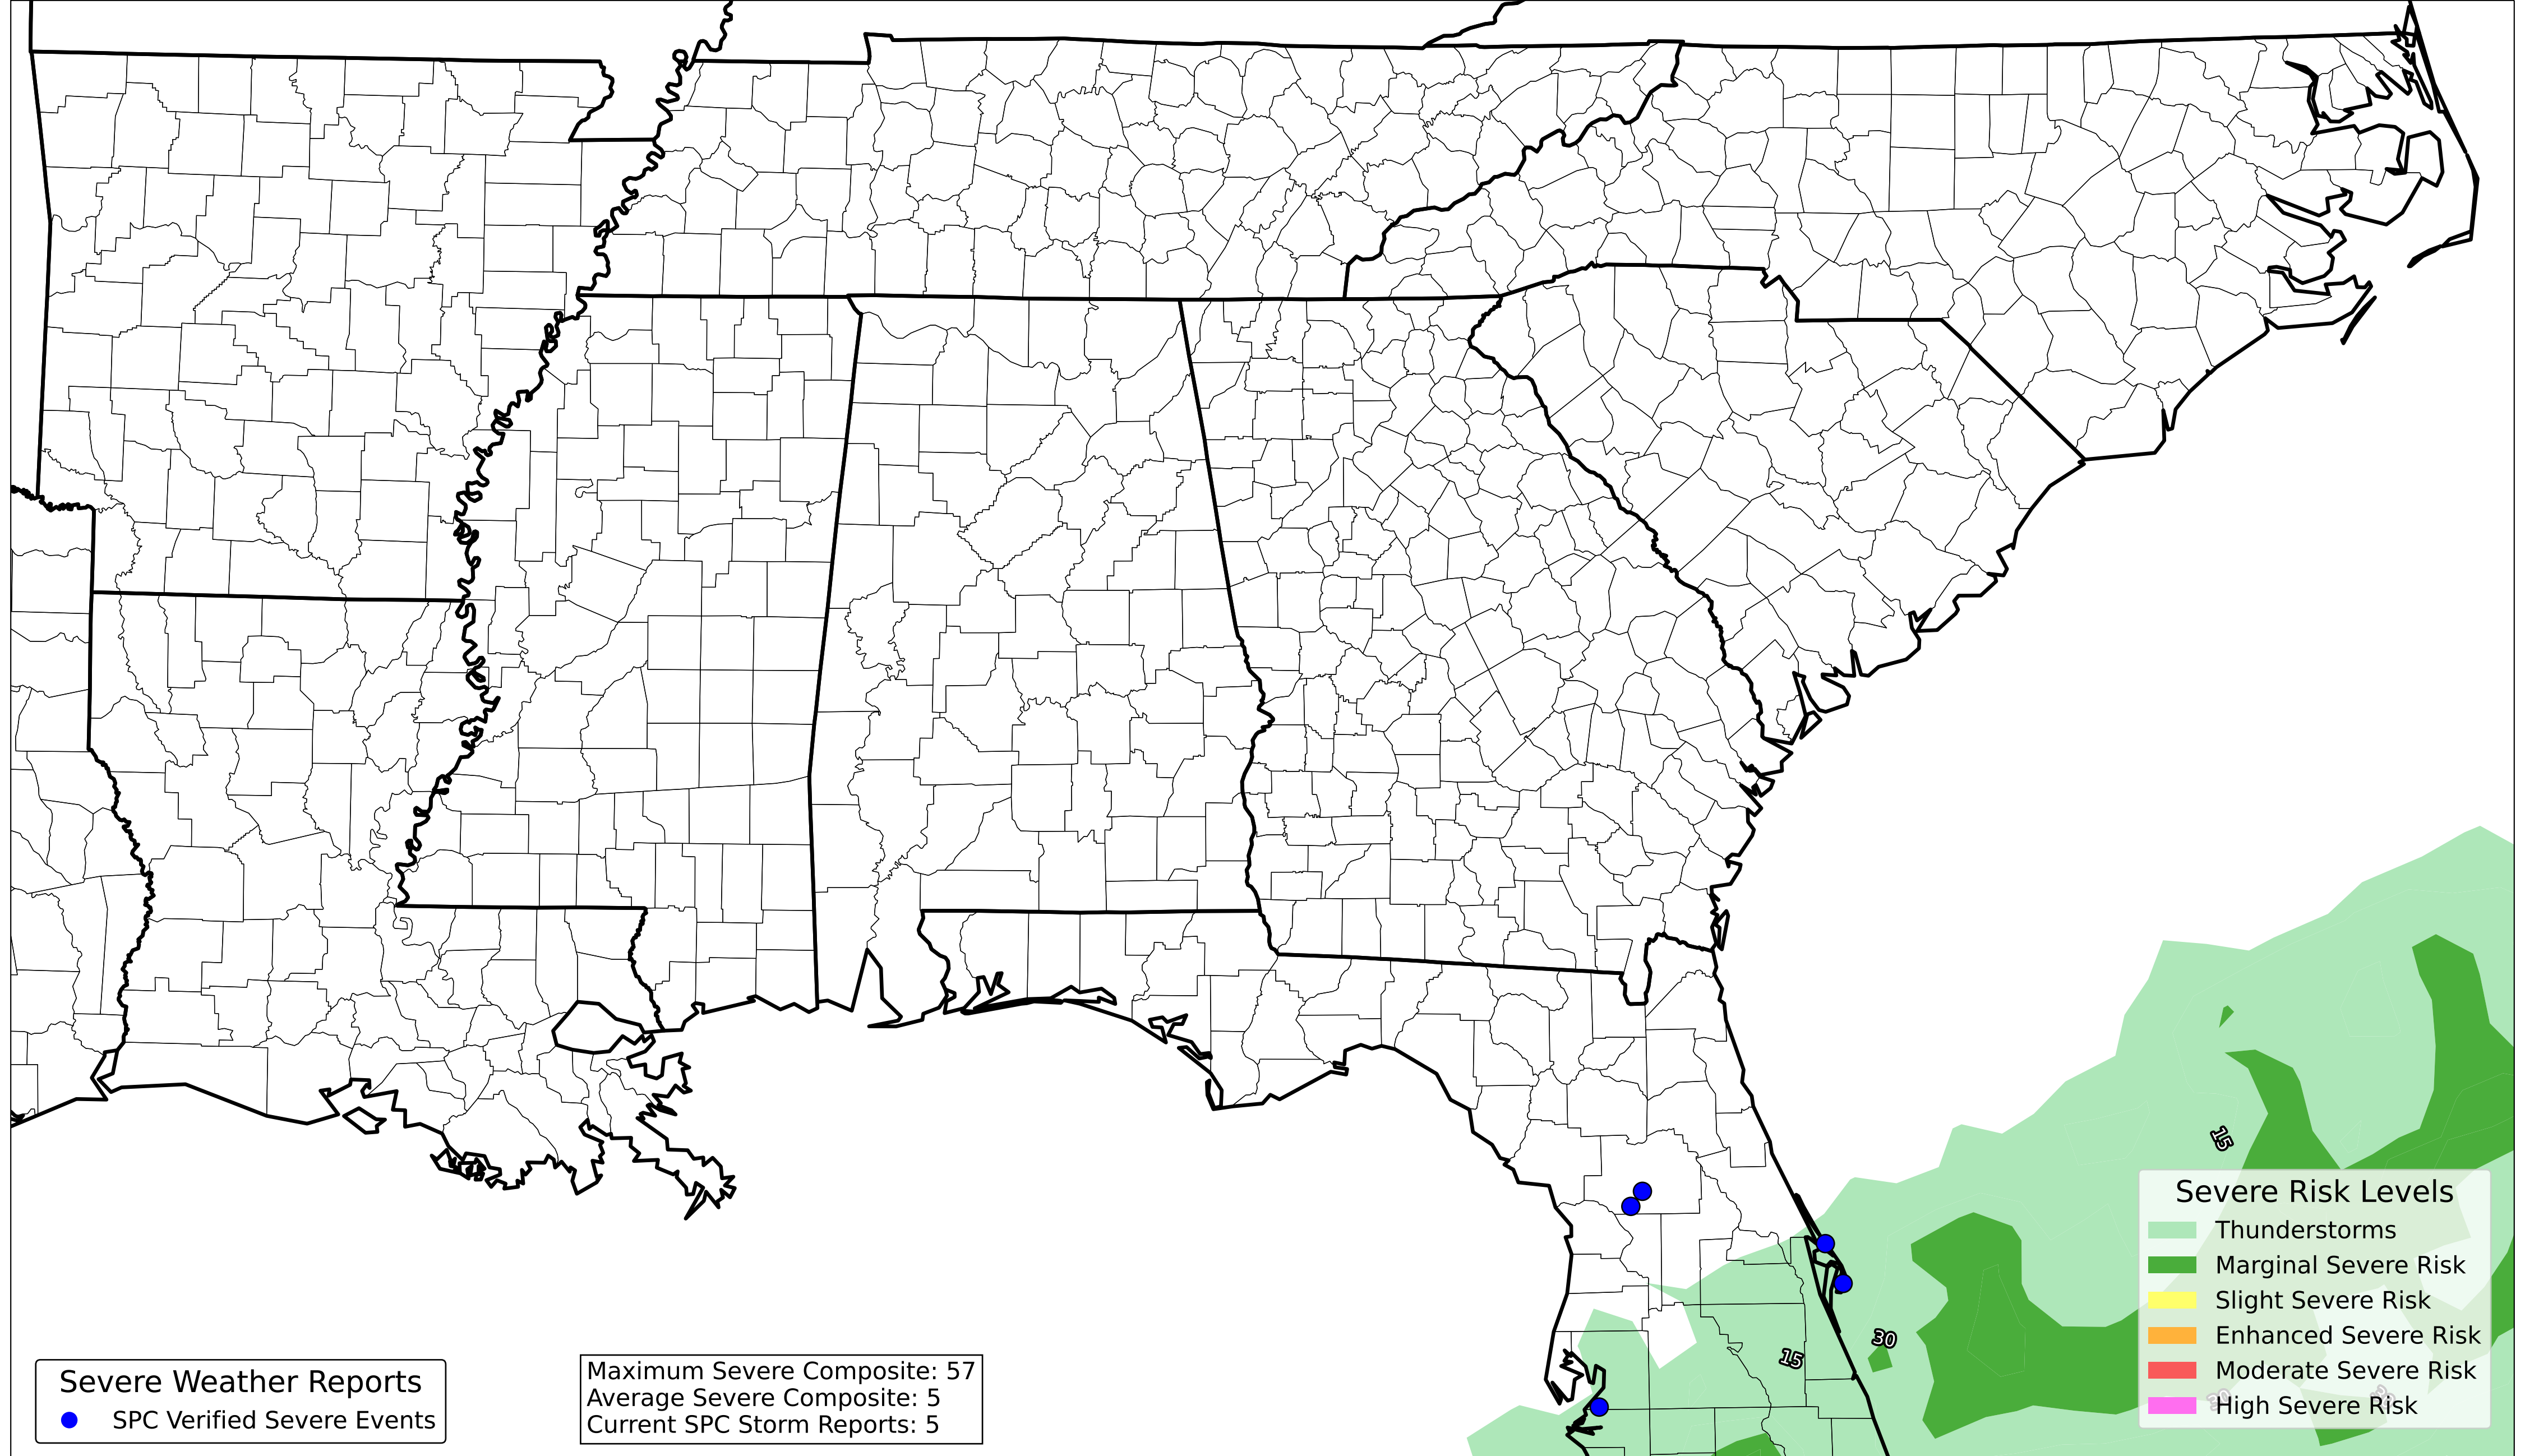 15
30
15
Severe Risk Levels
Thunderstorms
Marginal Severe Risk
Slight Severe Risk
Enhanced Severe Risk
Moderate Severe Risk
High Severe Risk
Severe Weather Reports
SPC Verified Severe Events
Maximum Severe Composite: 57
Average Severe Composite: 5
Current SPC Storm Reports: 5